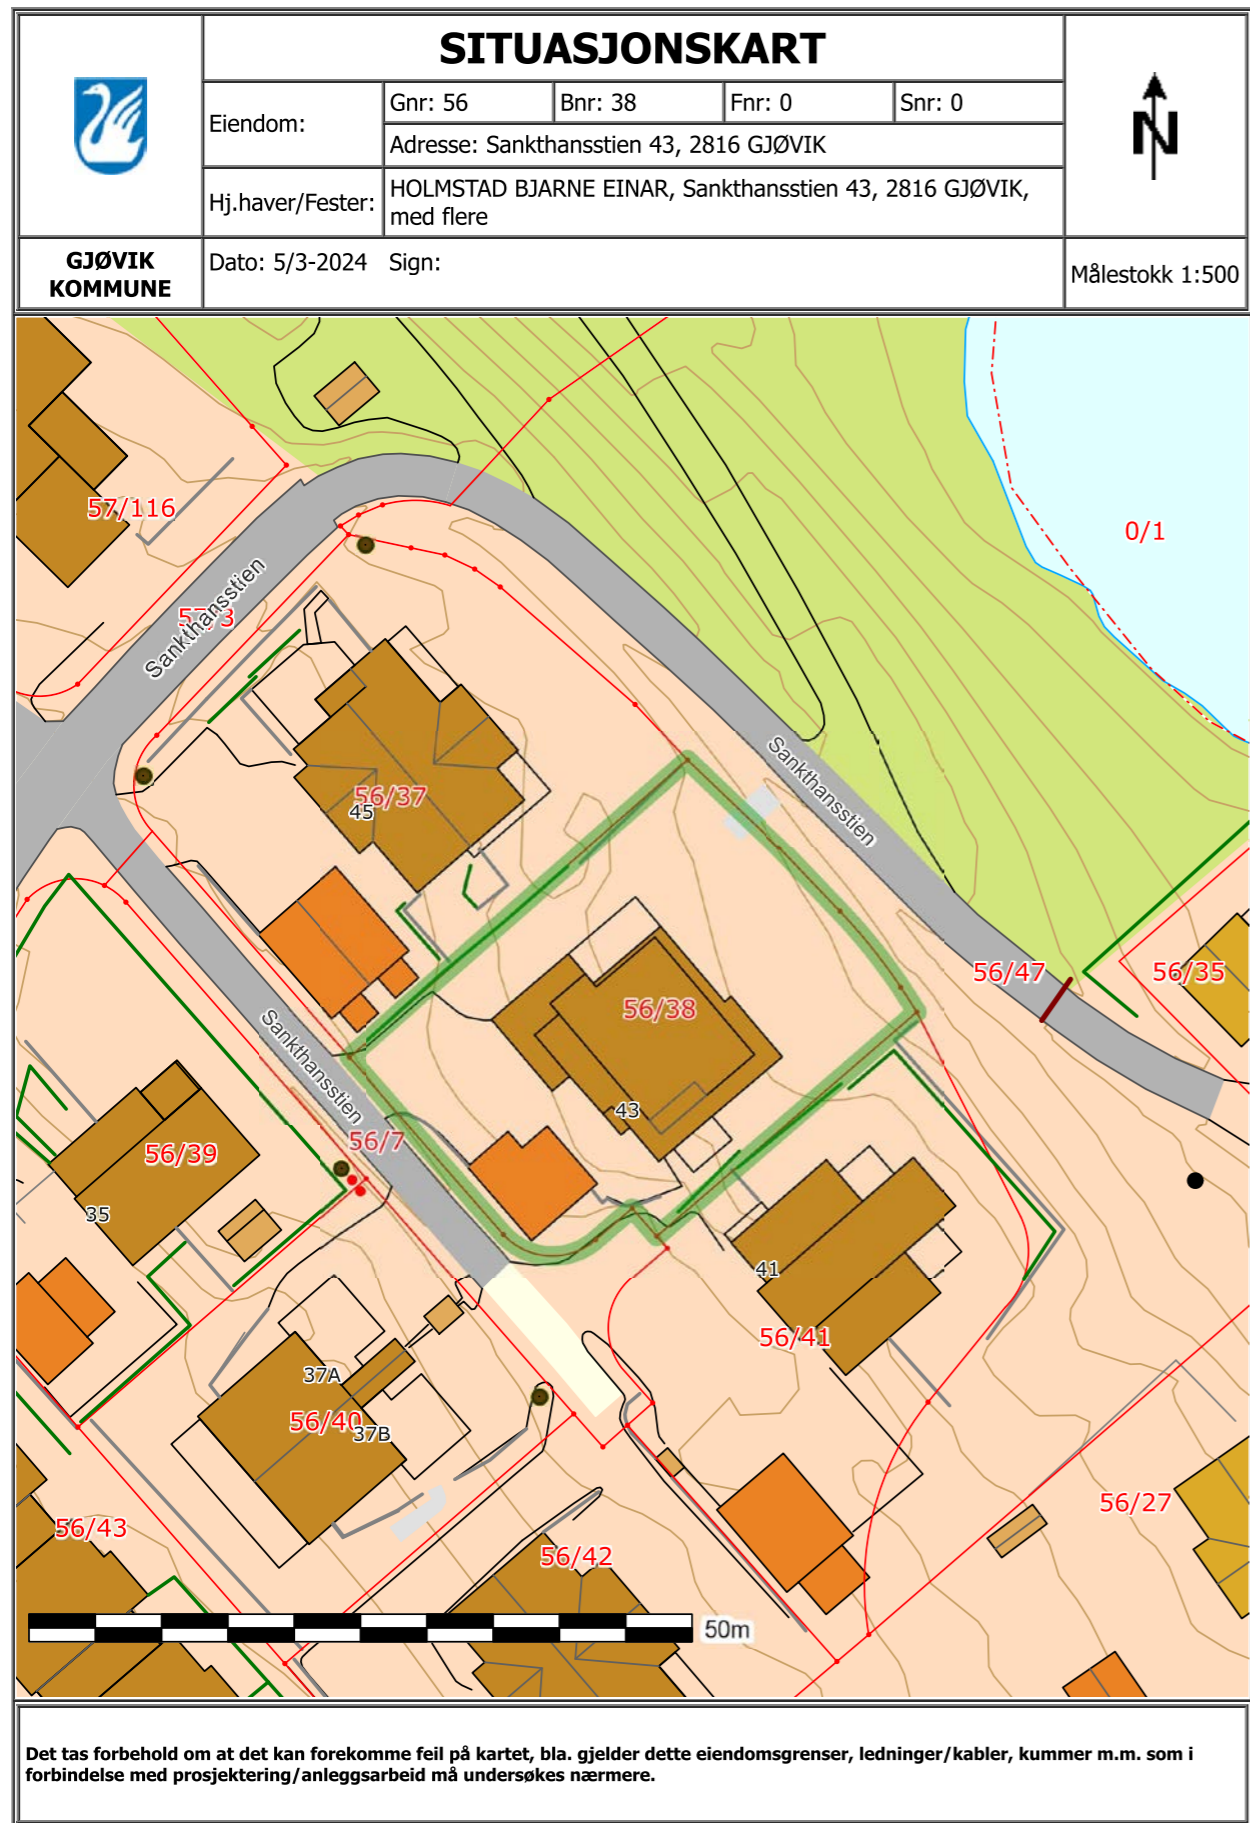 SITUASJONSKART
Eiendom:
Gnr: 56
Bnr: 38
Fnr: 0
Snr: 0
Adresse: Sankthansstien 43, 2816 GJØVIK
Hj.haver/Fester:
HOLMSTAD BJARNE EINAR, Sankthansstien 43, 2816 GJØVIK,
med flere
N
GJØVIK
KOMMUNE
Dato: 5/3-2024 Sign:
Målestokk 1:500
57/116
0/1
Sankthansstien
Sankthansstien
56/37
45
56/47
56/35
56/38
Sankthansstien
43
56/7
56/39
35
41
56/41
37A
56/40
37B
56/27
56/43
56/42
50m
Det tas forbehold om at det kan forekomme feil på kartet, bla. gjelder dette eiendomsgrenser, ledninger/kabler, kummer m.m. som i
forbindelse med prosjektering/anleggsarbeid må undersøkes nærmere.